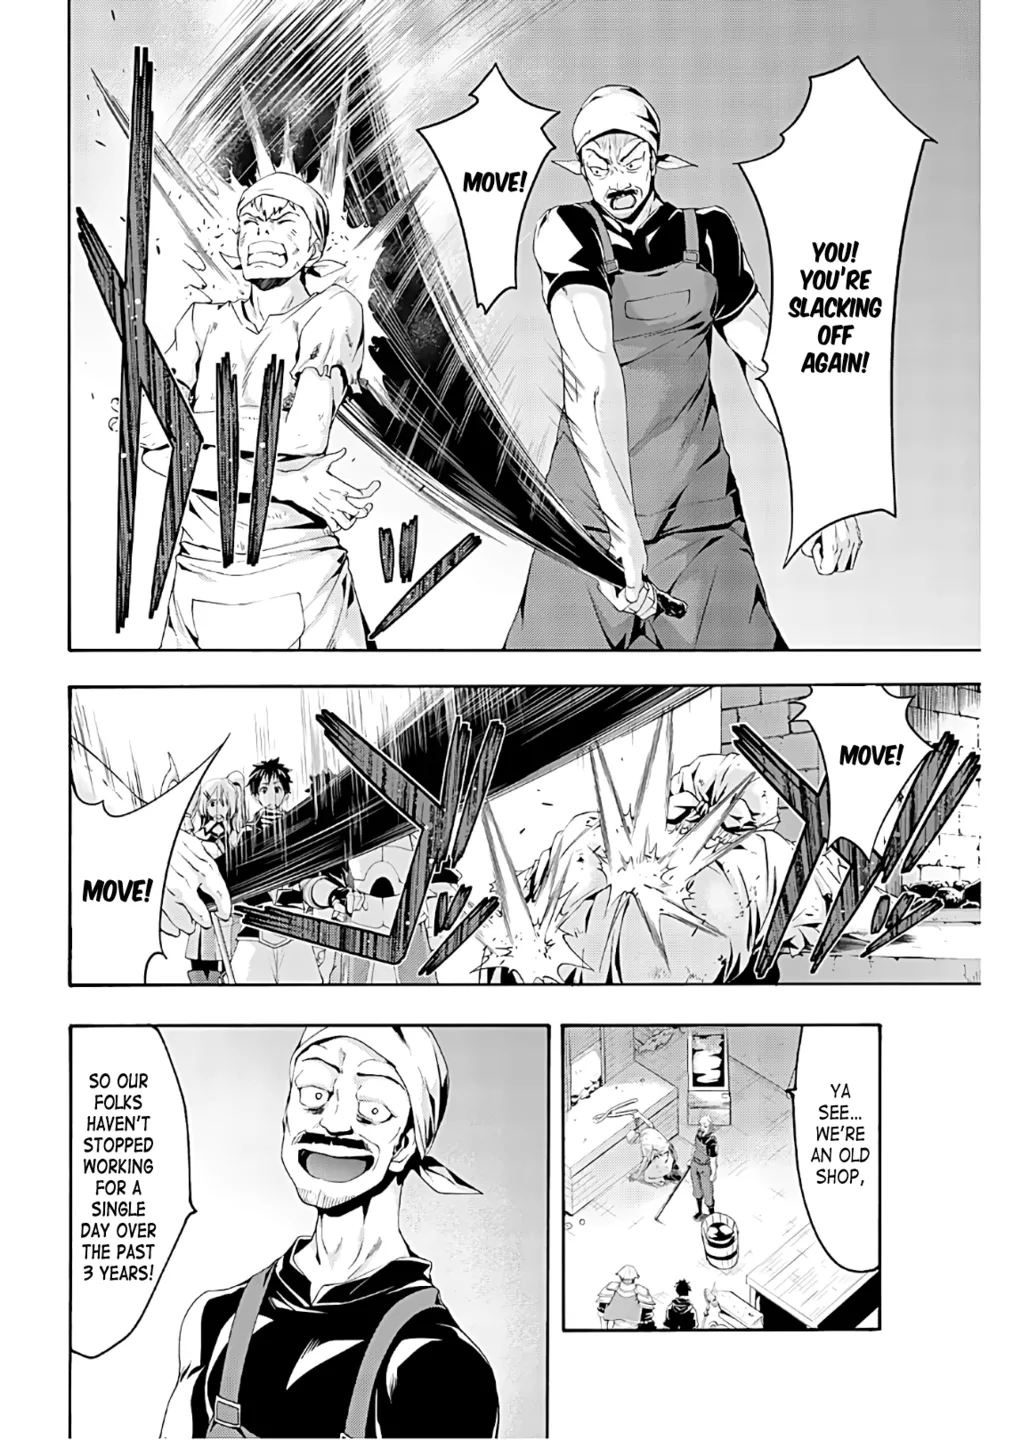 YOU!
YOU'RE
SLACKING
OFF
AGAIN!
MOVE!
MOVE!
MOVE!
YA
SEE...
WE'RE
AN OLD
SHOP,
SO OUR
FOLKS
HAVEN'T
STOPPED
WORKING
FOR A
SINGLE
DAY OVER
THE PAST
3 YEARS!